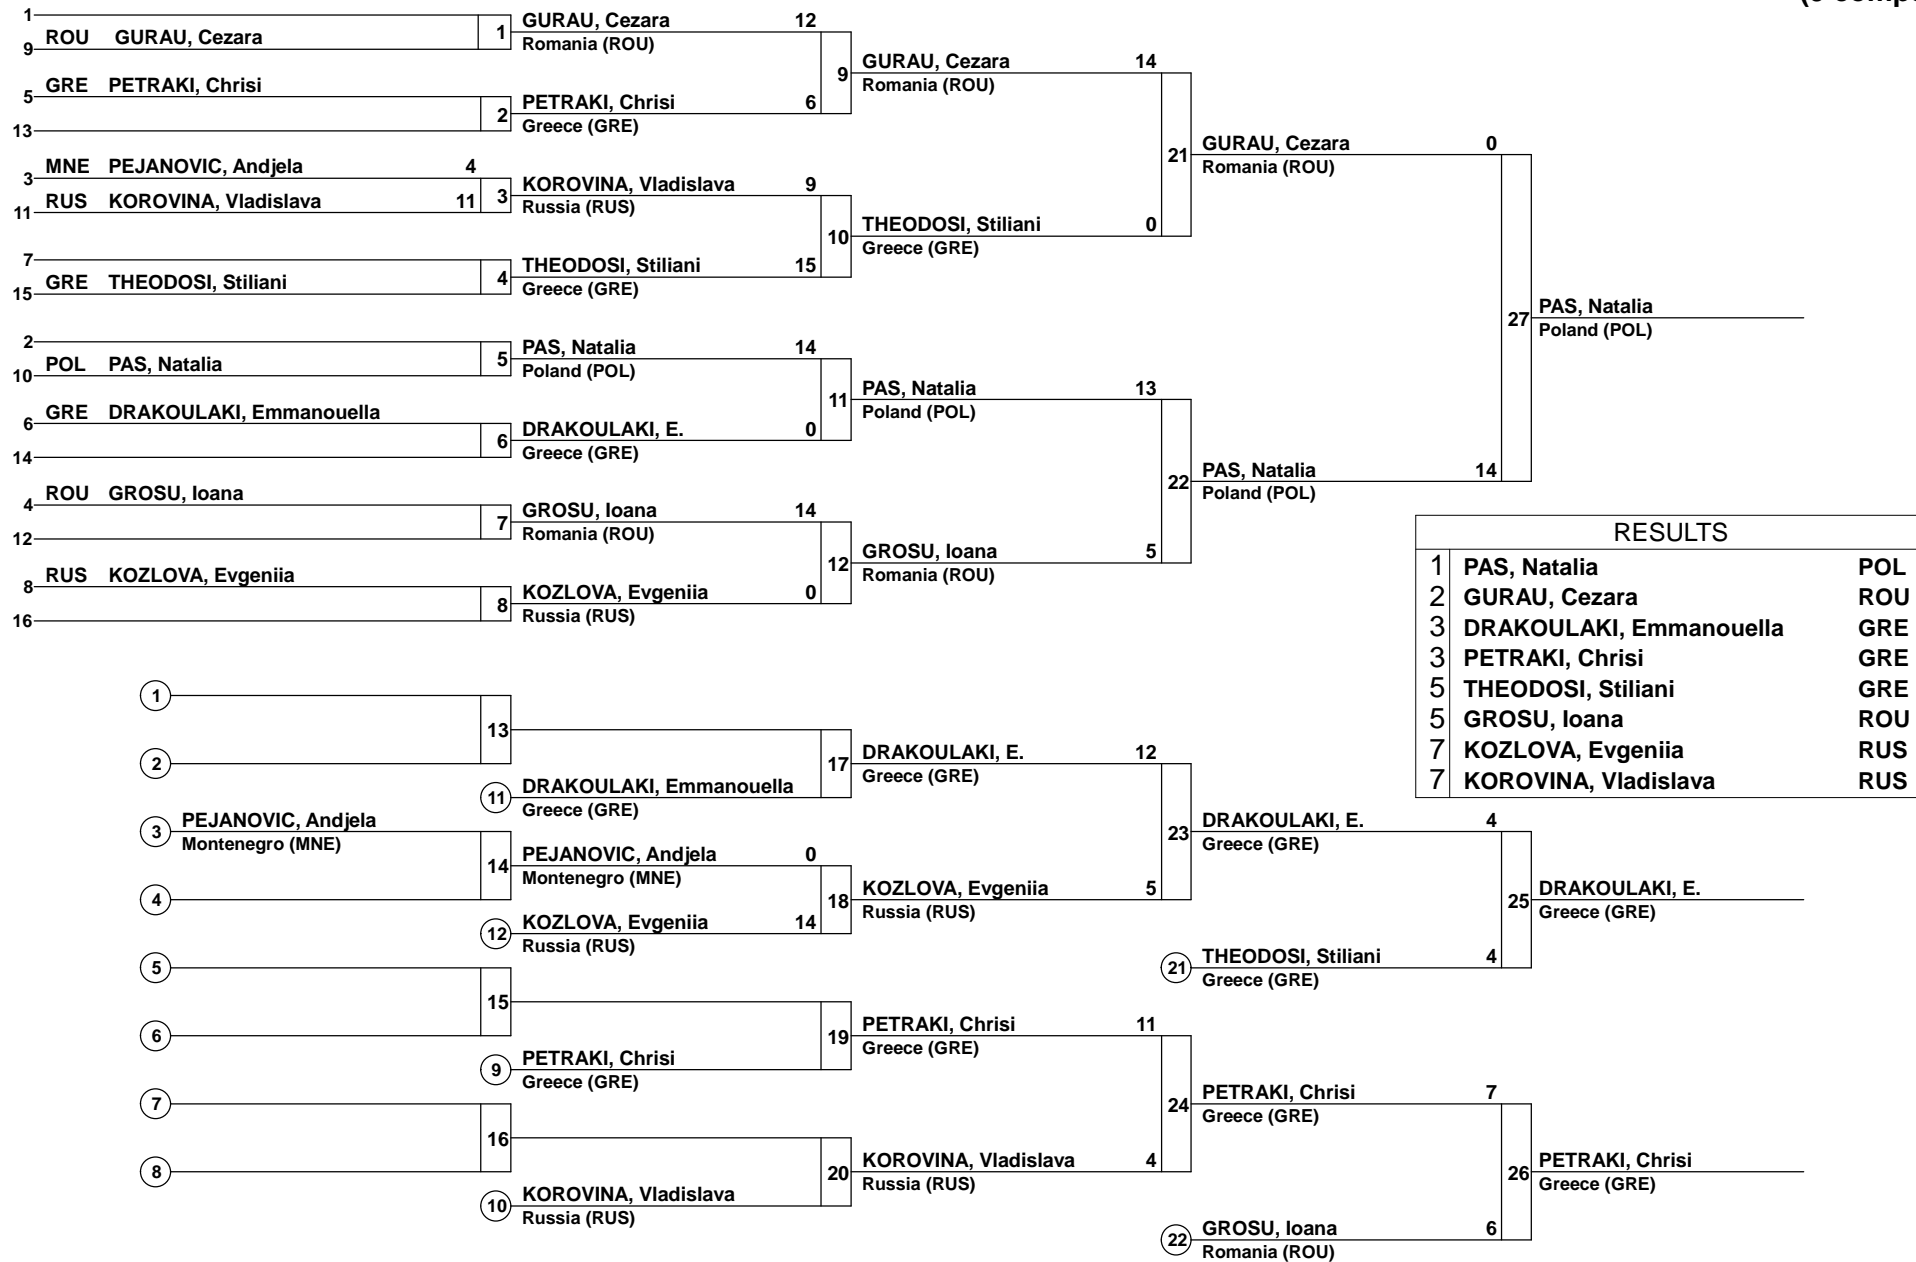 (9 comp
1
9 ROU GURAU, Cezara
1 GURAU, Cezara 12
Romania (ROU)
5 GRE PETRAKI, Chrisi
13
2 PETRAKI, Chrisi 6
Greece (GRE)
3 MNE PEJANOVIC, Andjela 4
11 RUS KOROVINA, Vladislava 11
3 KOROVINA, Vladislava 9
Russia (RUS)
7
15 GRE THEODOSI, Stiliani
4 THEODOSI, Stiliani 15
Greece (GRE)
2
10 POL PAS, Natalia
5 PAS, Natalia 14
Poland (POL)
6 GRE DRAKOULAKI, Emmanouella
14
6 DRAKOULAKI, E. 0
Greece (GRE)
4 ROU GROSU, Ioana
12
7 GROSU, Ioana 14
Romania (ROU)
8 RUS KOZLOVA, Evgeniia
16
8 KOZLOVA, Evgeniia 0
Russia (RUS)
9 GURAU, Cezara 14
Romania (ROU)
10 THEODOSI, Stiliani 0
Greece (GRE)
11 PAS, Natalia 13
Poland (POL)
12 GROSU, Ioana 5
Romania (ROU)
21 GURAU, Cezara 0
Romania (ROU)
22 PAS, Natalia 14
Poland (POL)
27 PAS, Natalia
Poland (POL)
RESULTS
1 PAS, Natalia POL
2 GURAU, Cezara ROU
3 DRAKOULAKI, Emmanouella GRE
3 PETRAKI, Chrisi GRE
5 THEODOSI, Stiliani GRE
5 GROSU, Ioana ROU
7 KOZLOVA, Evgeniia RUS
7 KOROVINA, Vladislava RUS
1
2
13
11 DRAKOULAKI, Emmanouella
Greece (GRE)
3 PEJANOVIC, Andjela
Montenegro (MNE)
4
14 PEJANOVIC, Andjela 0
Montenegro (MNE)
12 KOZLOVA, Evgeniia 14
Russia (RUS)
5
6
15
9 PETRAKI, Chrisi
Greece (GRE)
7
8
16
10 KOROVINA, Vladislava
Russia (RUS)
17 DRAKOULAKI, E. 12
Greece (GRE)
18 KOZLOVA, Evgeniia 5
Russia (RUS)
19 PETRAKI, Chrisi 11
Greece (GRE)
20 KOROVINA, Vladislava 4
Russia (RUS)
23 DRAKOULAKI, E. 4
Greece (GRE)
21 THEODOSI, Stiliani 4
Greece (GRE)
24 PETRAKI, Chrisi 7
Greece (GRE)
22 GROSU, Ioana 6
Romania (ROU)
25 DRAKOULAKI, E.
Greece (GRE)
26 PETRAKI, Chrisi
Greece (GRE)